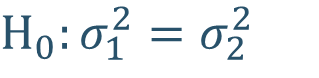 H₀: σ₁² = σ₂²